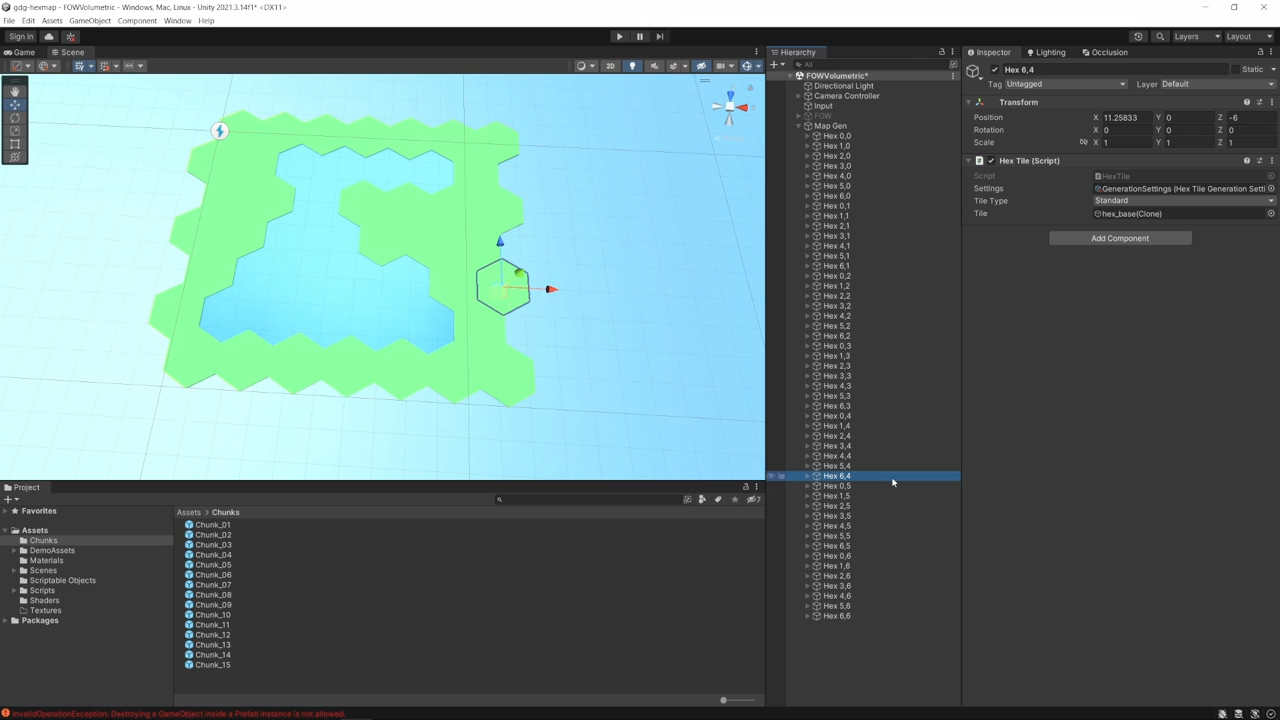 gdg-hexmap - FOWVolumetric - Windows, Mac, Linux - Unity 2021.3.14f1* <DX11>
File Edit Assets GameObject Component Window Help
Sign in
Layers
Layout
Game
Scene
2D
Hierarchy
All
FOWVolumetric*
Directional Light
Camera Controller
Input
FOW
Map Gen
Hex 0,0
Hex 1,0
Hex 2,0
Hex 3,0
Hex 4,0
Hex 5,0
Hex 6,0
Hex 0,1
Hex 1,1
Hex 2,1
Hex 3,1
Hex 4,1
Hex 5,1
Hex 6,1
Hex 0,2
Hex 1,2
Hex 2,2
Hex 3,2
Hex 4,2
Hex 5,2
Hex 6,2
Hex 0,3
Hex 1,3
Hex 2,3
Hex 3,3
Hex 4,3
Hex 5,3
Hex 6,3
Hex 0,4
Hex 1,4
Hex 2,4
Hex 3,4
Hex 4,4
Hex 5,4
Hex 6,4
Hex 0,5
Hex 1,5
Hex 2,5
Hex 3,5
Hex 4,5
Hex 5,5
Hex 6,5
Hex 0,6
Hex 1,6
Hex 2,6
Hex 3,6
Hex 4,6
Hex 5,6
Hex 6,6
Inspector Lighting Occlusion
Hex 6,4 Static
Tag Untagged Layer Default
Transform
Position X 11.25833 Y 0 Z -6
Rotation X 0 Y 0 Z 0
Scale X 1 Y 1 Z 1
Hex Tile (Script)
Script HexTile
Settings GenerationSettings (Hex Tile Generation Setti
Tile Type Standard
Tile hex_base(Clone)
Add Component
Project
7
Favorites
Assets
Chunks
DemoAssets
Materials
Scenes
Scriptable Objects
Scripts
Shaders
Textures
Packages
Assets > Chunks
Chunk_01
Chunk_02
Chunk_03
Chunk_04
Chunk_05
Chunk_06
Chunk_07
Chunk_08
Chunk_09
Chunk_10
Chunk_11
Chunk_12
Chunk_13
Chunk_14
Chunk_15
InvalidOperationException: Destroying a GameObject inside a Prefab instance is not allowed.